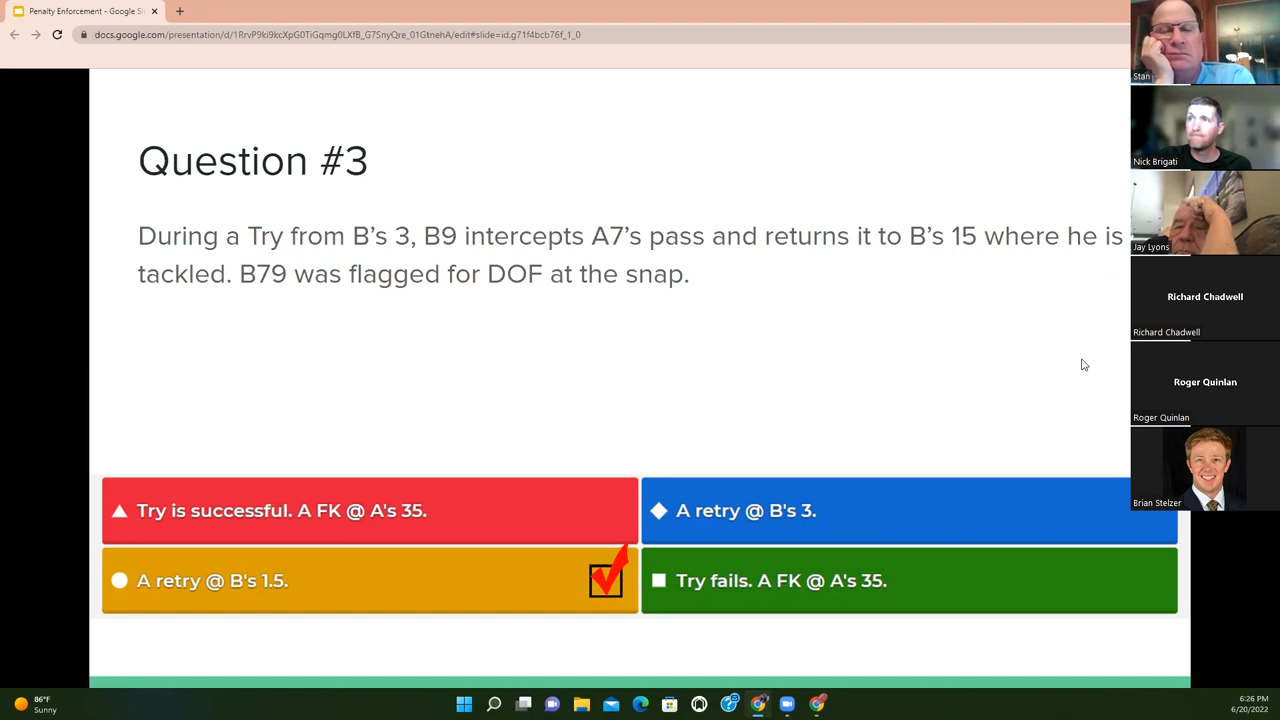 Penalty Enforcement - Google Sli
docs.google.com/presentation/d/1RrvP9ki9kcXpG0TiGqmg0LXfB_G7SnyQre_01GtnehA/edit#slide=id.g71f4bcb76f_1_0
Question #3
During a Try from B’s 3, B9 intercepts A7’s pass and returns it to B’s 15 where he is
tackled. B79 was flagged for DOF at the snap.
Try is successful. A FK @ A's 35.
A retry @ B's 3.
A retry @ B's 1.5.
Try fails. A FK @ A's 35.
Stan
Nick Brigati
Jay Lyons
Richard Chadwell
Richard Chadwell
Roger Quinlan
Roger Quinlan
Brian Stelzer
86°F
Sunny
6:26 PM
6/20/2022